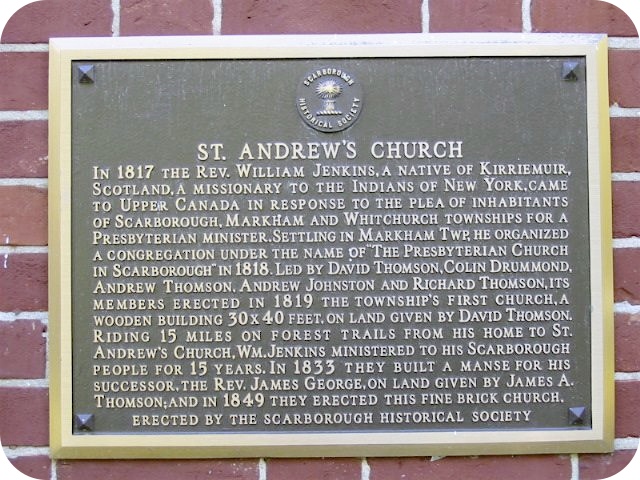 SCARBOROUGH
HISTORICAL SOCIETY
ST. ANDREW'S CHURCH
IN 1817 THE REV. WILLIAM JENKINS, A NATIVE OF KIRRIEMUIR,
SCOTLAND, A MISSIONARY TO THE INDIANS OF NEW YORK, CAME
TO UPPER CANADA IN RESPONSE TO THE PLEA OF INHABITANTS
OF SCARBOROUGH, MARKHAM AND WHITCHURCH TOWNSHIPS FOR A
PRESBYTERIAN MINISTER. SETTLING IN MARKHAM TWP, HE ORGANIZED
A CONGREGATION UNDER THE NAME OF "THE PRESBYTERIAN CHURCH
IN SCARBOROUGH" IN 1818. LED BY DAVID THOMSON, COLIN DRUMMOND,
ANDREW THOMSON, ANDREW JOHNSTON AND RICHARD THOMSON, ITS
MEMBERS ERECTED IN 1819 THE TOWNSHIP'S FIRST CHURCH, A
WOODEN BUILDING 30 X 40 FEET, ON LAND GIVEN BY DAVID THOMSON.
RIDING 15 MILES ON FOREST TRAILS FROM HIS HOME TO ST.
ANDREW'S CHURCH, WM. JENKINS MINISTERED TO HIS SCARBOROUGH
PEOPLE FOR 15 YEARS. IN 1833 THEY BUILT A MANSE FOR HIS
SUCCESSOR, THE REV. JAMES GEORGE, ON LAND GIVEN BY JAMES A.
THOMSON; AND IN 1849 THEY ERECTED THIS FINE BRICK CHURCH.
ERECTED BY THE SCARBOROUGH HISTORICAL SOCIETY